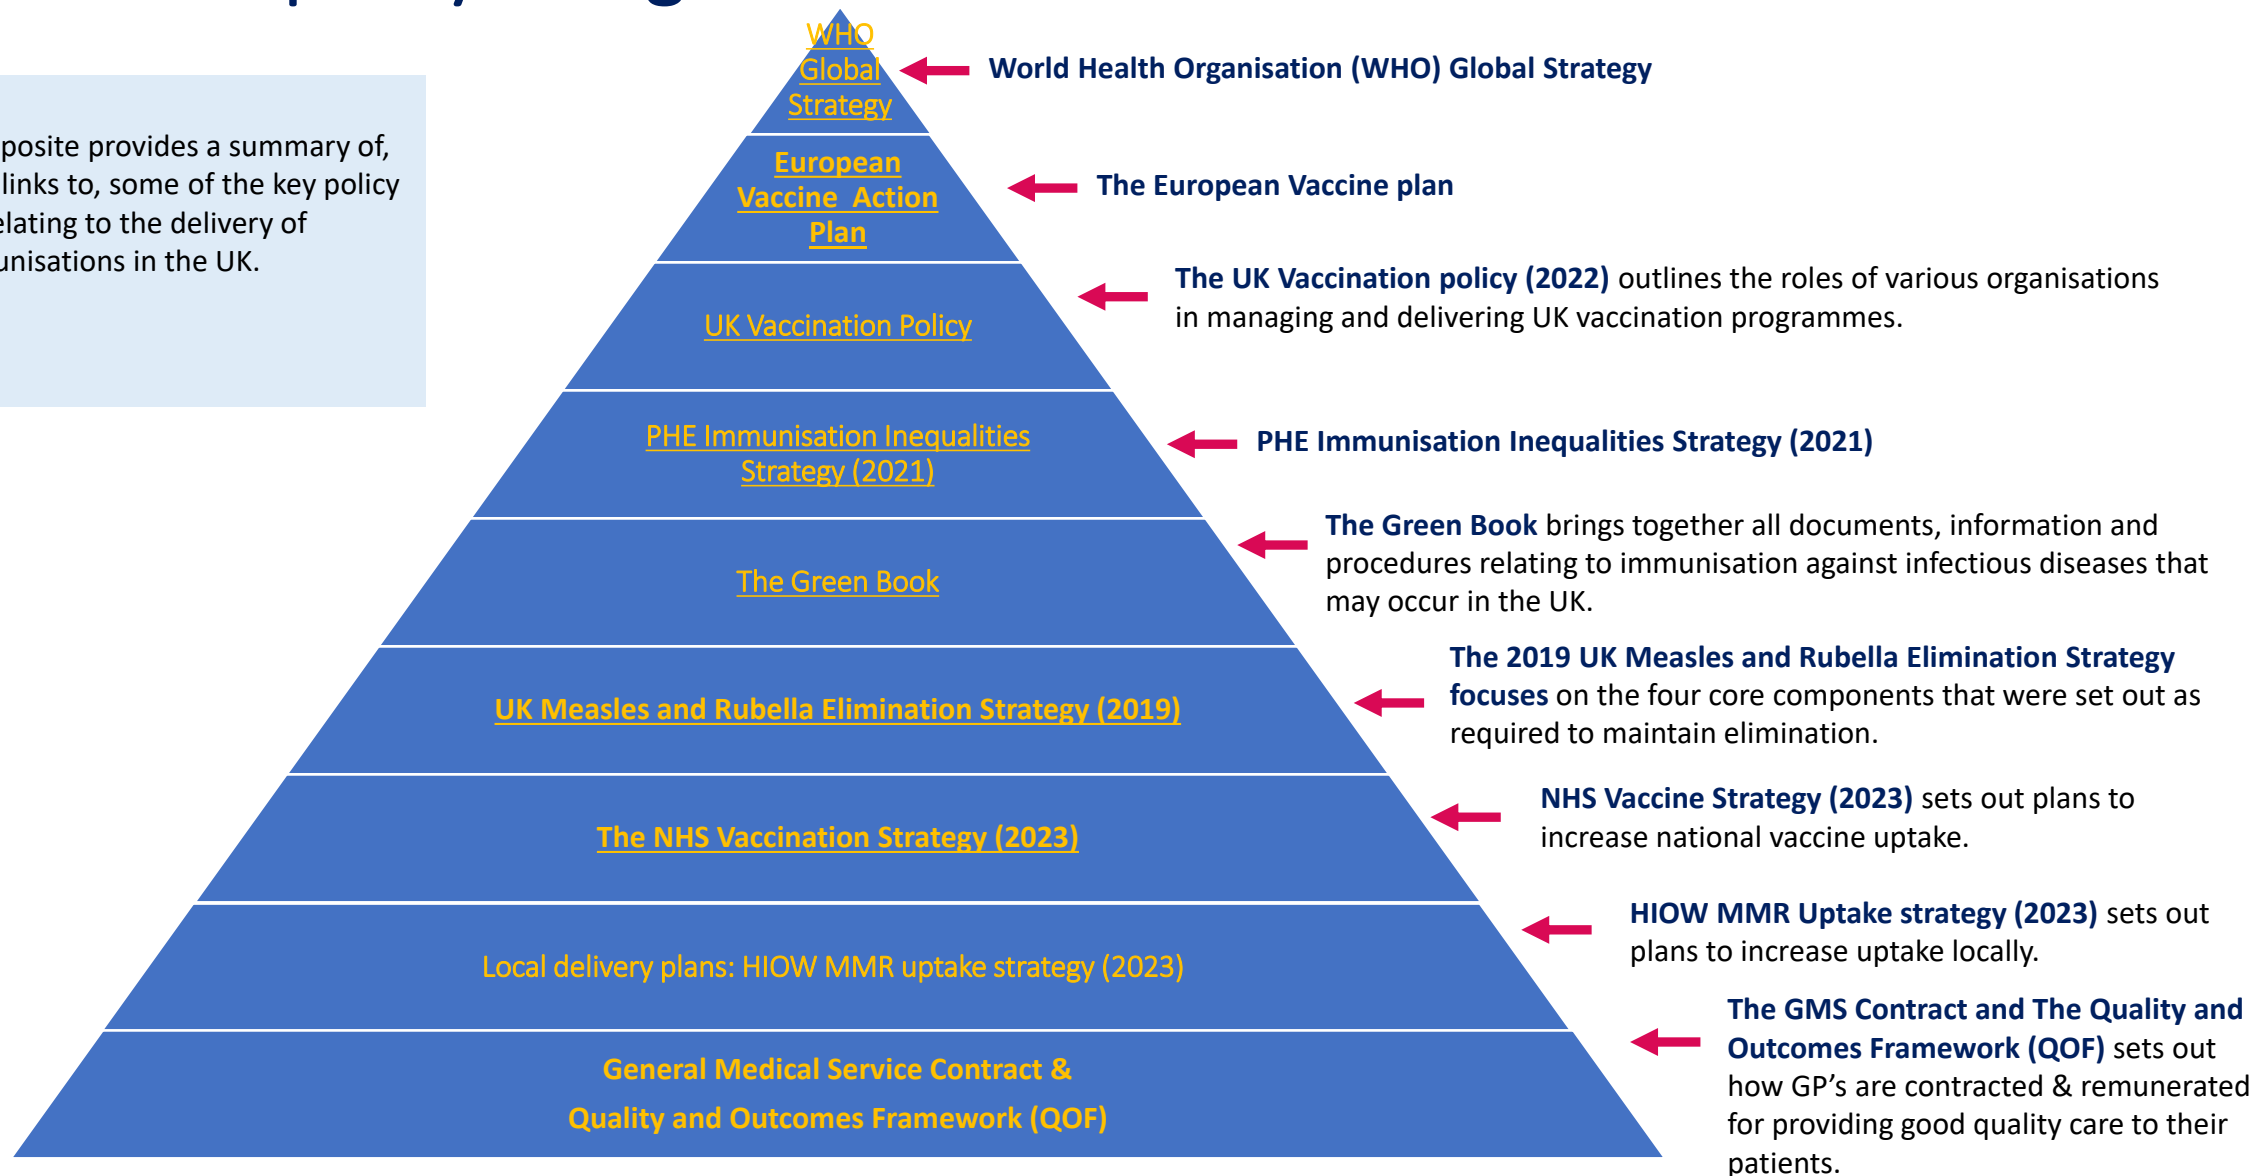 WHO
Global
Strategy
World Health Organisation (WHO) Global Strategy
posite provides a summary of,
links to, some of the key policy
elating to the delivery of
unisations in the UK.
European
Vaccine Action
Plan
The European Vaccine plan
UK Vaccination Policy
The UK Vaccination policy (2022) outlines the roles of various organisations
in managing and delivering UK vaccination programmes.
PHE Immunisation Inequalities
Strategy (2021)
PHE Immunisation Inequalities Strategy (2021)
The Green Book
The Green Book brings together all documents, information and
procedures relating to immunisation against infectious diseases that
may occur in the UK.
UK Measles and Rubella Elimination Strategy (2019)
The 2019 UK Measles and Rubella Elimination Strategy
focuses on the four core components that were set out as
required to maintain elimination.
The NHS Vaccination Strategy (2023)
NHS Vaccine Strategy (2023) sets out plans to
increase national vaccine uptake.
Local delivery plans: HIOW MMR uptake strategy (2023)
HIOW MMR Uptake strategy (2023) sets out
plans to increase uptake locally.
General Medical Service Contract &
Quality and Outcomes Framework (QOF)
The GMS Contract and The Quality and
Outcomes Framework (QOF) sets out
how GP’s are contracted & remunerated
for providing good quality care to their
patients.